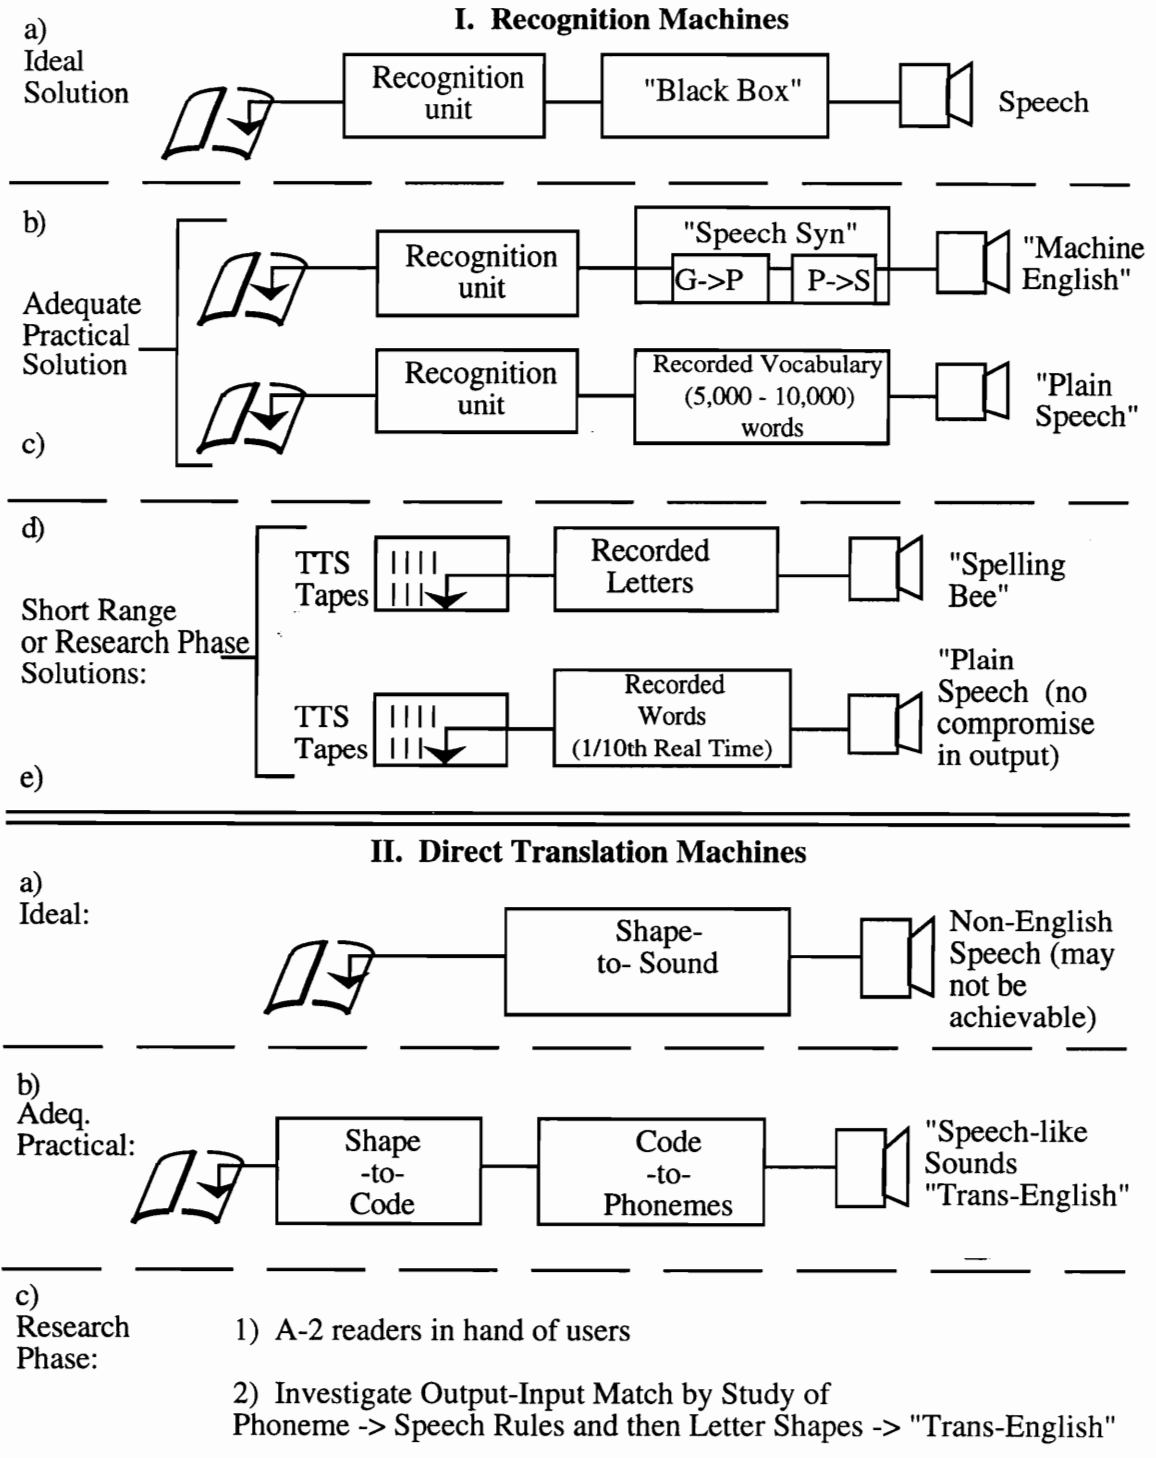 I. Recognition Machines
a)
Ideal
Solution
Recognition
unit
"Black Box"
Speech
b)
Adequate
Practical
Solution
Recognition
unit
"Speech Syn"
G->P
P->S
"Machine
English"
c)
Recognition
unit
Recorded Vocabulary
(5,000 - 10,000)
words
"Plain
Speech"
d)
Short Range
or Research Phase
Solutions:
TTS
Tapes
Recorded
Letters
"Spelling
Bee"
e)
TTS
Tapes
Recorded
Words
(1/10th Real Time)
"Plain
Speech (no
compromise
in output)
II. Direct Translation Machines
a)
Ideal:
Shape-
to- Sound
Non-English
Speech (may
not be
achievable)
b)
Adeq.
Practical:
Shape
-to-
Code
Code
-to-
Phonemes
"Speech-like
Sounds
"Trans-English"
c)
Research
Phase:
1) A-2 readers in hand of users
2) Investigate Output-Input Match by Study of
Phoneme -> Speech Rules and then Letter Shapes -> "Trans-English"